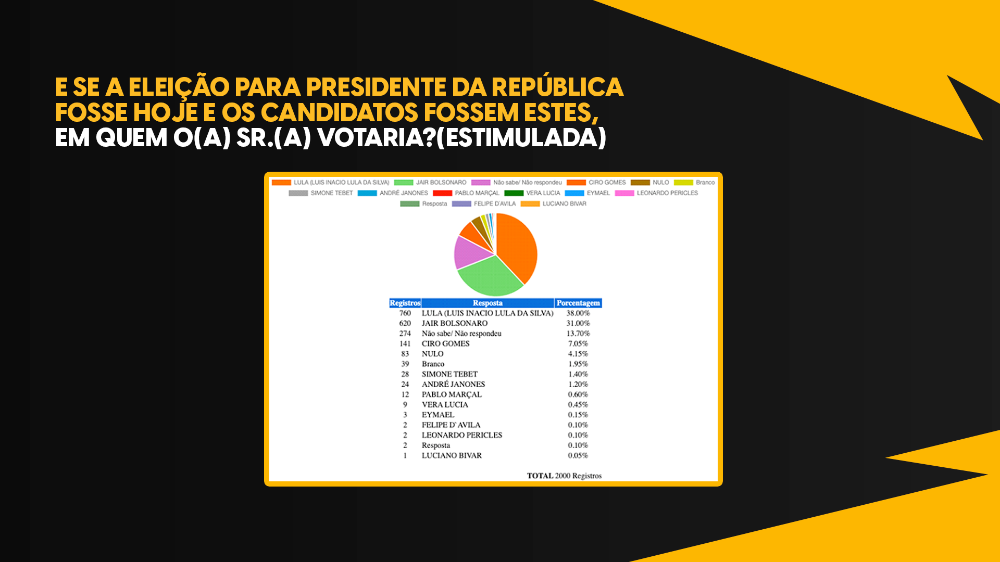 E SE A ELEIÇÃO PARA PRESIDENTE DA REPÚBLICA
FOSSE HOJE E OS CANDIDATOS FOSSEM ESTES,
EM QUEM O(A) SR.(A) VOTARIA?(ESTIMULADA)
LULA (LUIS INACIO LULA DA SILVA) JAIR BOLSONARO Não sabe/ Não respondeu CIRO GOMES NULO Branco
SIMONE TEBET ANDRÉ JANONES PABLO MARÇAL VERA LUCIA EYMAEL LEONARDO PERICLES
Resposta FELIPE D`AVILA LUCIANO BIVAR
Registros Resposta Porcentagem
760 LULA (LUIS INACIO LULA DA SILVA) 38.00%
620 JAIR BOLSONARO 31.00%
274 Não sabe/ Não respondeu 13.70%
141 CIRO GOMES 7.05%
83 NULO 4.15%
39 Branco 1.95%
28 SIMONE TEBET 1.40%
24 ANDRÉ JANONES 1.20%
12 PABLO MARÇAL 0.60%
9 VERA LUCIA 0.45%
3 EYMAEL 0.15%
2 FELIPE D`AVILA 0.10%
2 LEONARDO PERICLES 0.10%
2 Resposta 0.10%
1 LUCIANO BIVAR 0.05%
TOTAL 2000 Registros